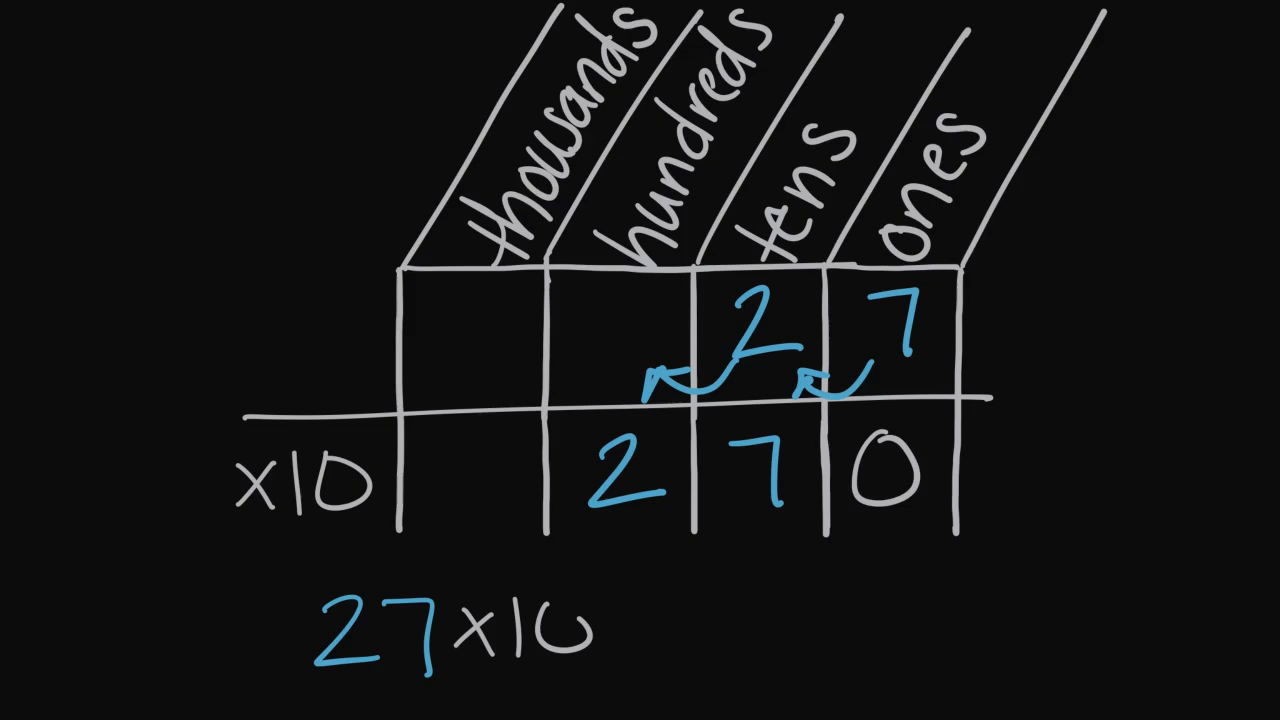 thousands hundreds tens ones
2 7
x10 2 7 0
27x10